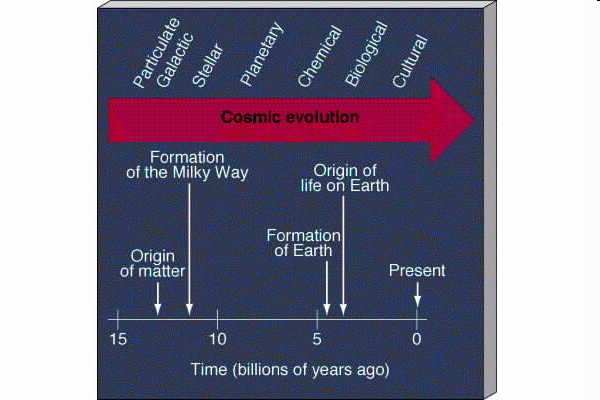 Particulate
Galactic
Stellar
Planetary
Chemical
Biological
Cultural
Cosmic evolution
Formation
of the Milky Way
Origin of
life on Earth
Formation
of Earth
Origin
of matter
Present
15
10
5
0
Time (billions of years ago)